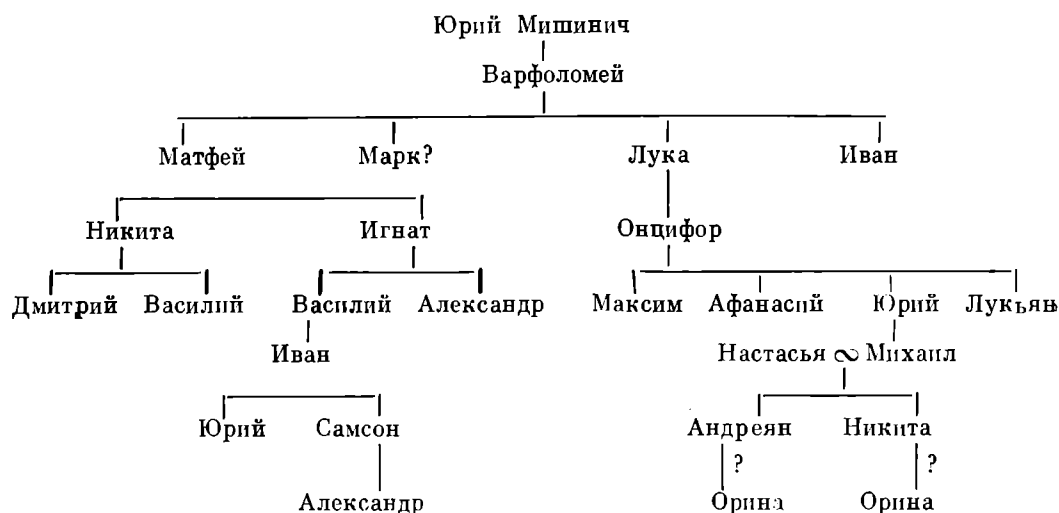 Юрий Мишинич
Варфоломей
Матфей Марк? Лука Иван
Никита Игнат Онцифор
Дмитрий Василий Василий Александр Максим Афанасий Юрий Лукьян
Иван Настасья ∞ Михаил
Юрий Самсон Андреян Никита
? ?
Александр Орина Орина